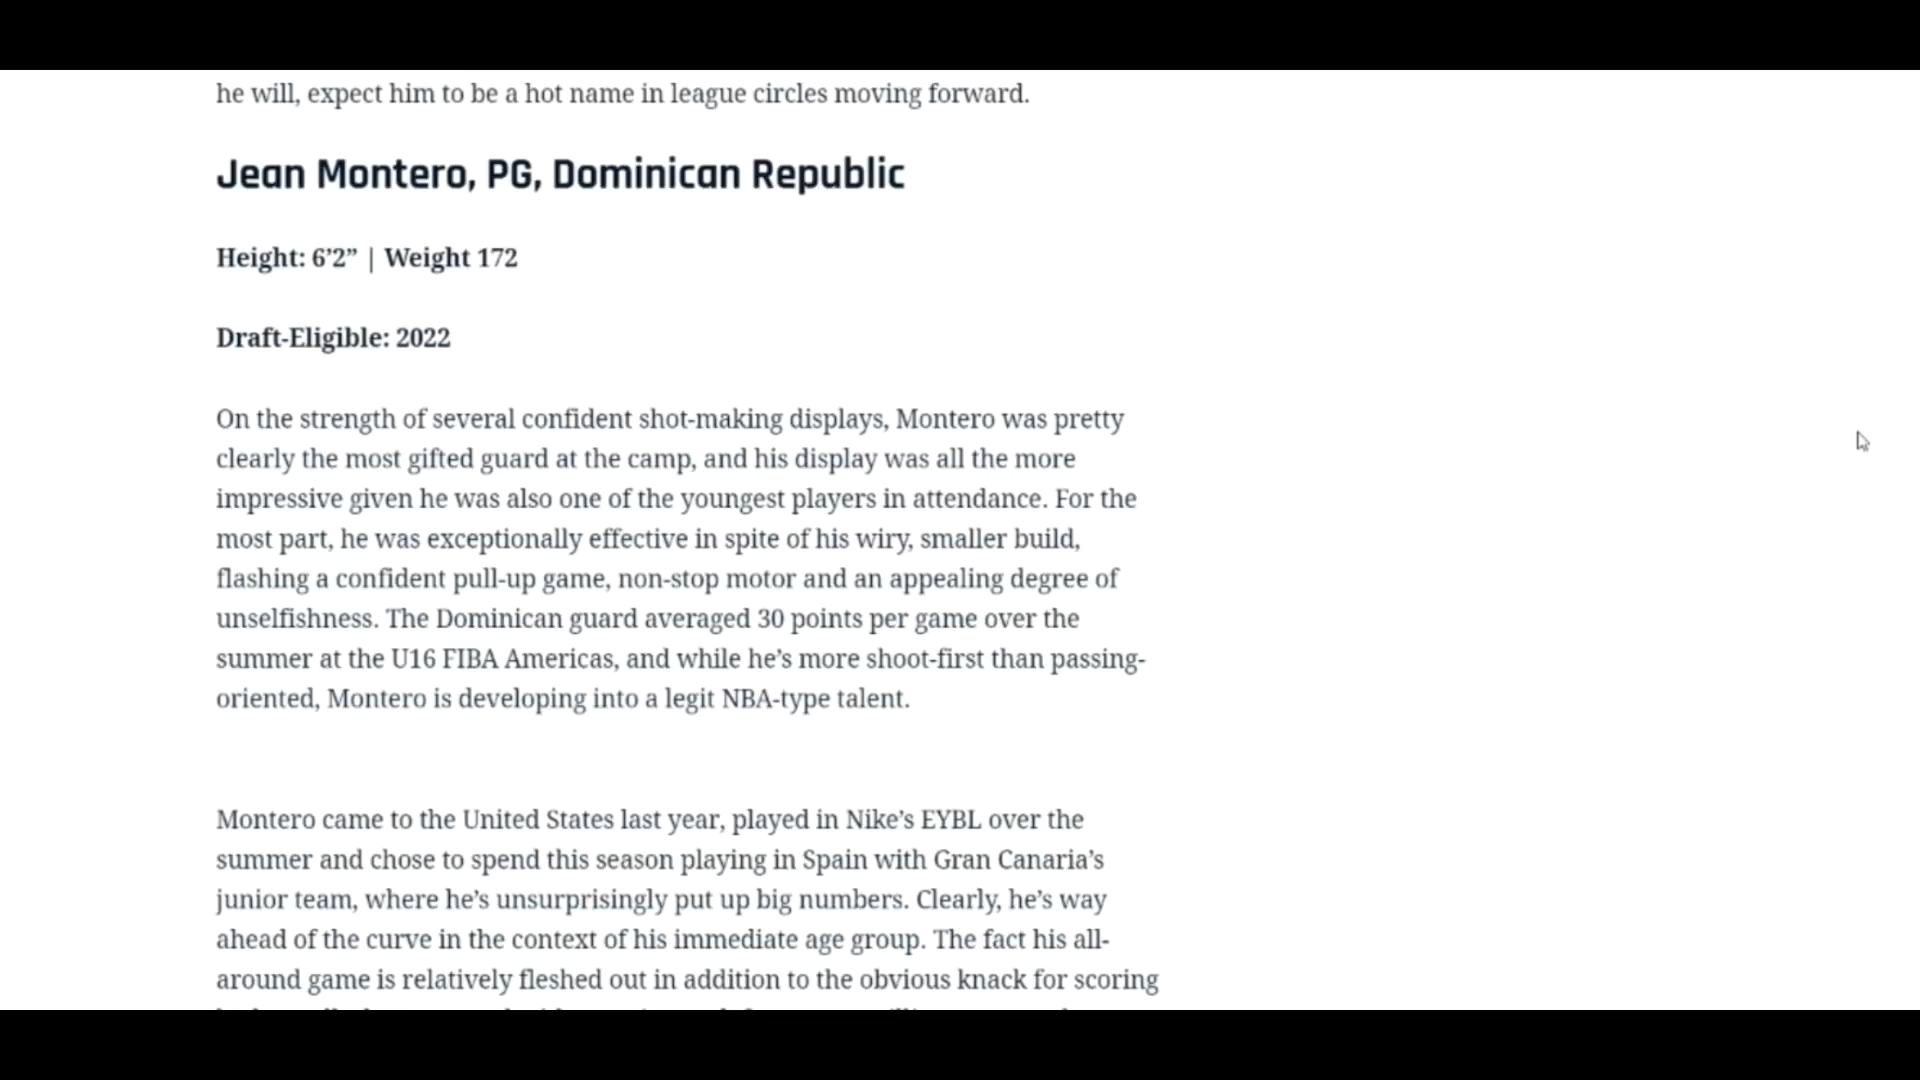 he will, expect him to be a hot name in league circles moving forward.
Jean Montero, PG, Dominican Republic
Height: 6’2” | Weight 172
Draft-Eligible: 2022
On the strength of several confident shot-making displays, Montero was pretty
clearly the most gifted guard at the camp, and his display was all the more
impressive given he was also one of the youngest players in attendance. For the
most part, he was exceptionally effective in spite of his wiry, smaller build,
flashing a confident pull-up game, non-stop motor and an appealing degree of
unselfishness. The Dominican guard averaged 30 points per game over the
summer at the U16 FIBA Americas, and while he’s more shoot-first than passing-
oriented, Montero is developing into a legit NBA-type talent.
Montero came to the United States last year, played in Nike’s EYBL over the
summer and chose to spend this season playing in Spain with Gran Canaria’s
junior team, where he’s unsurprisingly put up big numbers. Clearly, he’s way
ahead of the curve in the context of his immediate age group. The fact his all-
around game is relatively fleshed out in addition to the obvious knack for scoring